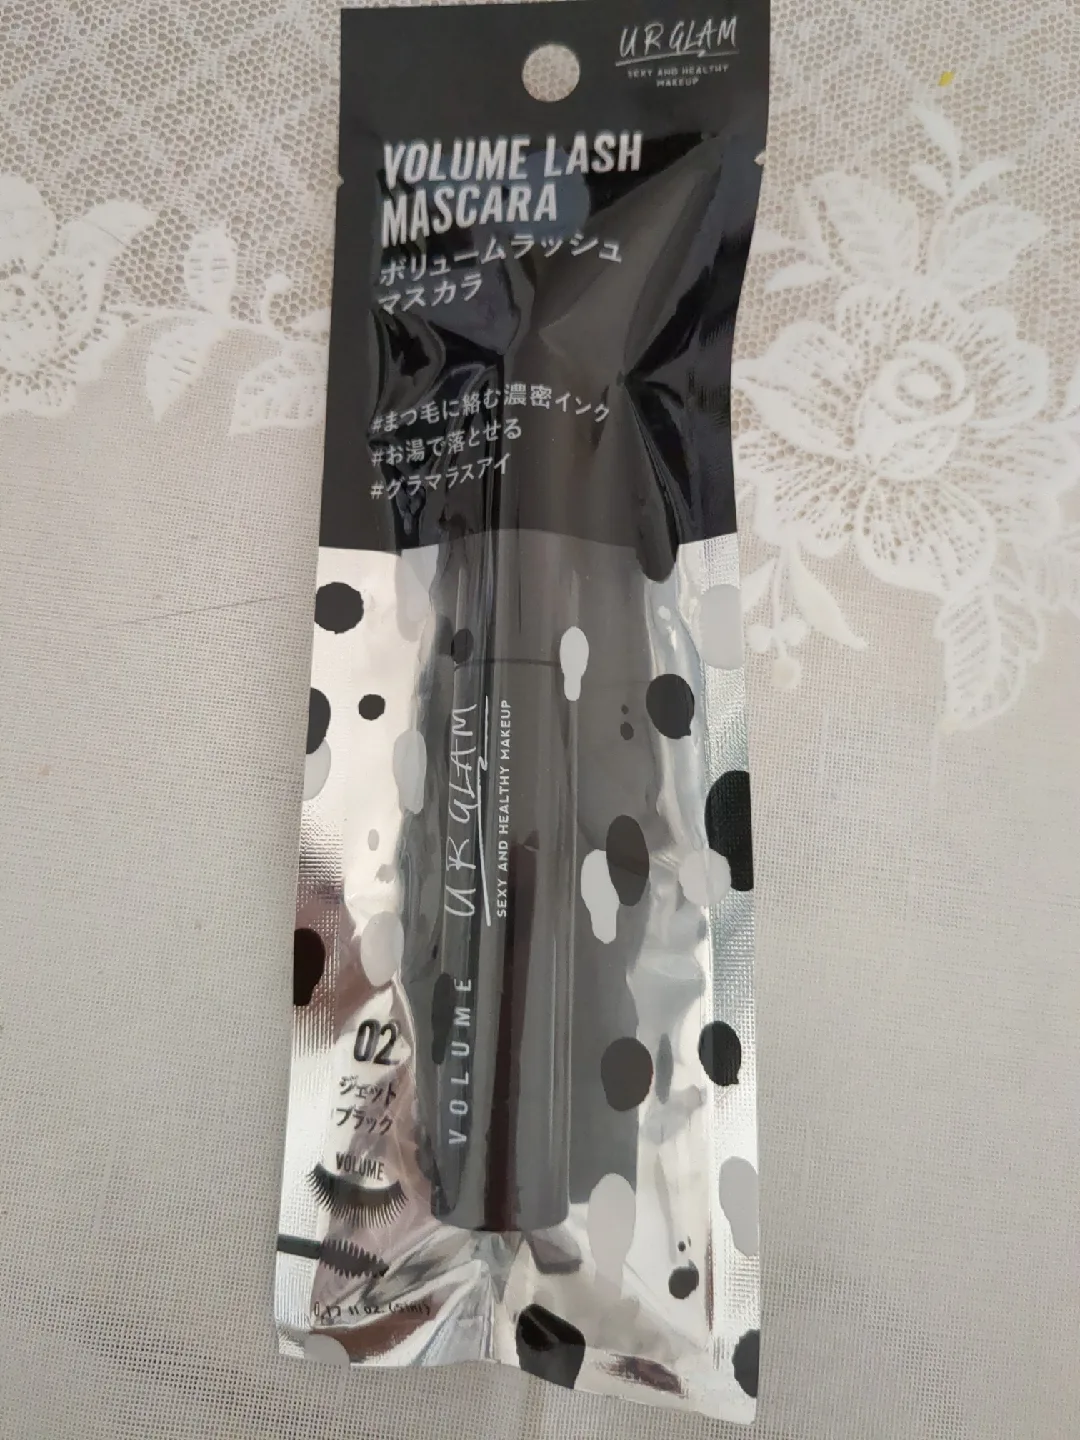 UR GLAM
SEXY AND HEALTHY
MAKEUP
VOLUME LASH
MASCARA
ボリュームラッシュ
マスカラ
#まつ毛に絡む濃密インク
#お湯で落とせる
#グラマラスアイ
VOLUME UR GLAM
SEXY AND HEALTHY MAKEUP
02
ジェット
ブラック
VOLUME